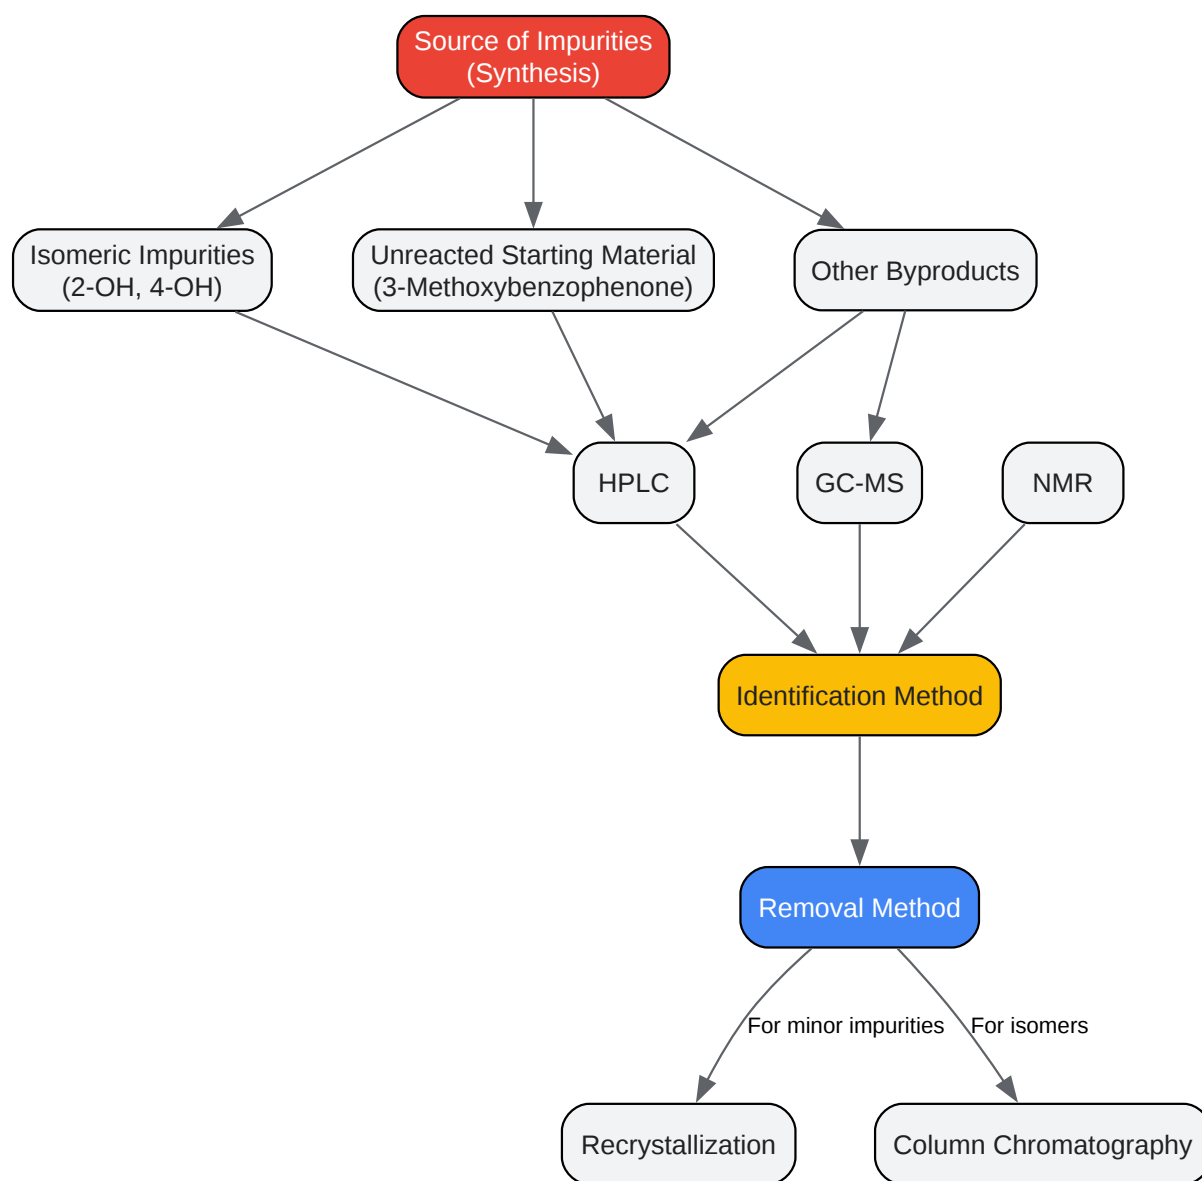 Source of Impurities
(Synthesis)
Isomeric Impurities
(2-OH, 4-OH)
Unreacted Starting Material
(3-Methoxybenzophenone)
Other Byproducts
HPLC
GC-MS
NMR
Identification Method
Removal Method
For minor impurities
For isomers
Recrystallization
Column Chromatography